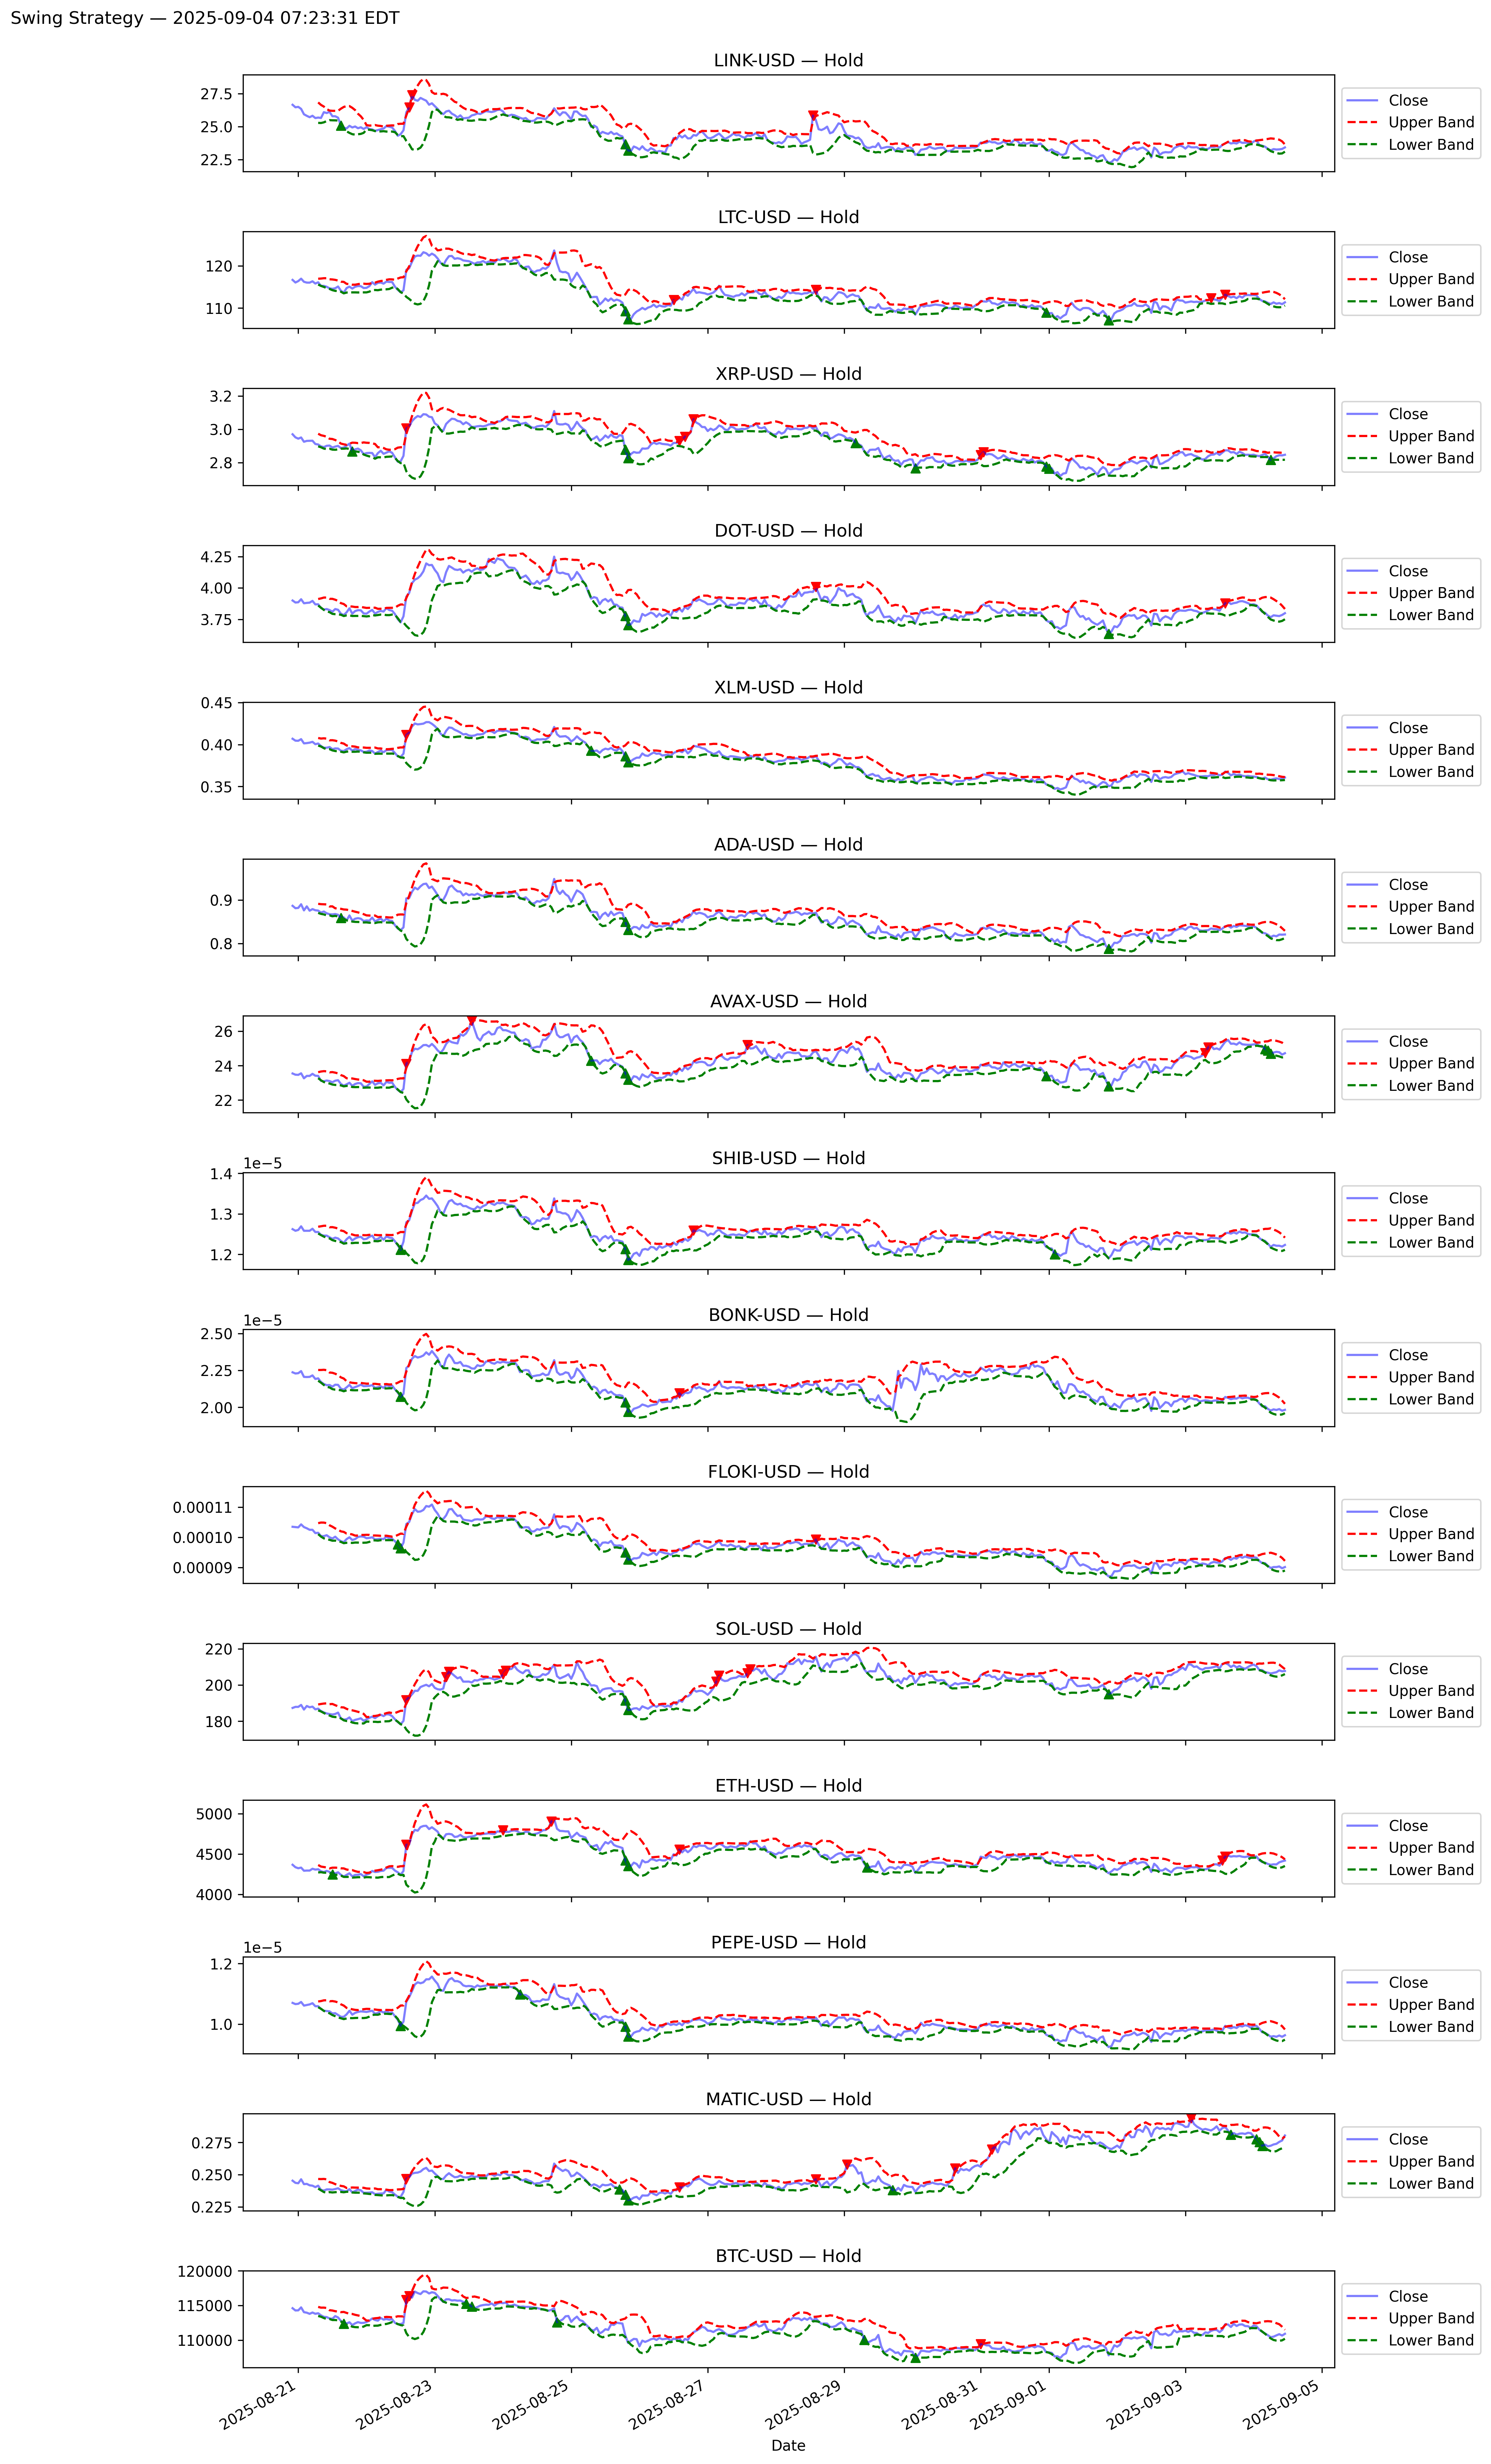 Swing Strategy — 2025-09-04 07:23:31 EDT
LINK-USD — Hold
27.5
25.0
22.5
Close
Upper Band
Lower Band
LTC-USD — Hold
120
110
Close
Upper Band
Lower Band
XRP-USD — Hold
3.2
3.0
2.8
Close
Upper Band
Lower Band
DOT-USD — Hold
4.25
4.00
3.75
Close
Upper Band
Lower Band
XLM-USD — Hold
0.45
0.40
0.35
Close
Upper Band
Lower Band
ADA-USD — Hold
0.9
0.8
Close
Upper Band
Lower Band
AVAX-USD — Hold
26
24
22
Close
Upper Band
Lower Band
SHIB-USD — Hold
1e−5
1.4
1.3
1.2
Close
Upper Band
Lower Band
BONK-USD — Hold
1e−5
2.50
2.25
2.00
Close
Upper Band
Lower Band
FLOKI-USD — Hold
0.00011
0.00010
0.00009
Close
Upper Band
Lower Band
SOL-USD — Hold
220
200
180
Close
Upper Band
Lower Band
ETH-USD — Hold
5000
4500
4000
Close
Upper Band
Lower Band
PEPE-USD — Hold
1e−5
1.2
1.0
Close
Upper Band
Lower Band
MATIC-USD — Hold
0.275
0.250
0.225
Close
Upper Band
Lower Band
BTC-USD — Hold
120000
115000
110000
Close
Upper Band
Lower Band
2025-08-21
2025-08-23
2025-08-25
2025-08-27
2025-08-29
2025-08-31
2025-09-01
2025-09-03
2025-09-05
Date